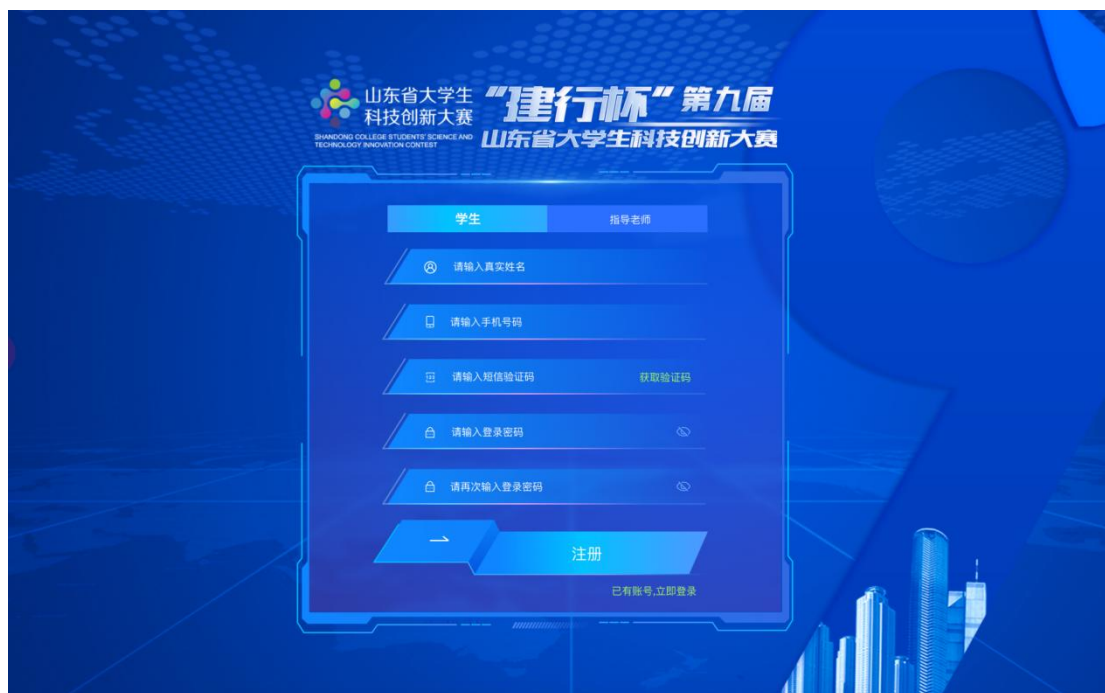 山东省大学生
科技创新大赛
SHANDONG COLLEGE STUDENTS' SCIENCE AND
TECHNOLOGY INNOVATION CONTEST
“建行杯”第九届
山东省大学生科技创新大赛
学生
指导老师
请输入真实姓名
请输入手机号码
请输入短信验证码
获取验证码
请输入登录密码
请再次输入登录密码
注册
已有账号,立即登录